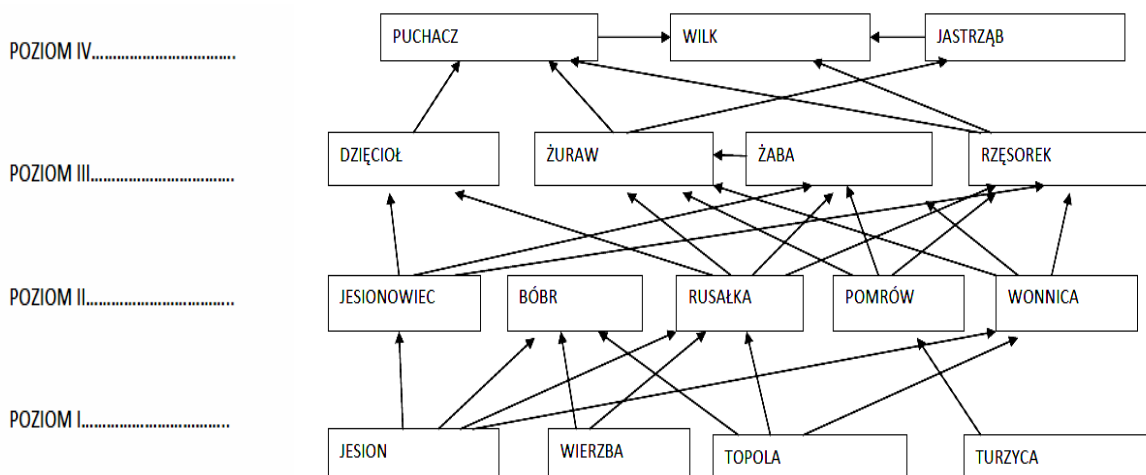 POZIOM IV..................................
PUCHACZ
WILK
JASTRZĄB
POZIOM III..................................
DZIĘCIOŁ
ŻURAW
ŻABA
RZĘSOREK
POZIOM II...................................
JESIONOWIEC
BÓBR
RUSAŁKA
POMRÓW
WONNICA
POZIOM I...................................
JESION
WIERZBA
TOPOLA
TURZYCA